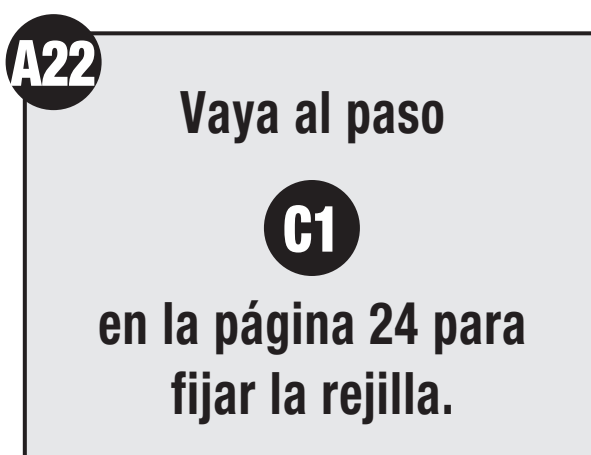 A22
Vaya al paso
C1
en la página 24 para
fijar la rejilla.